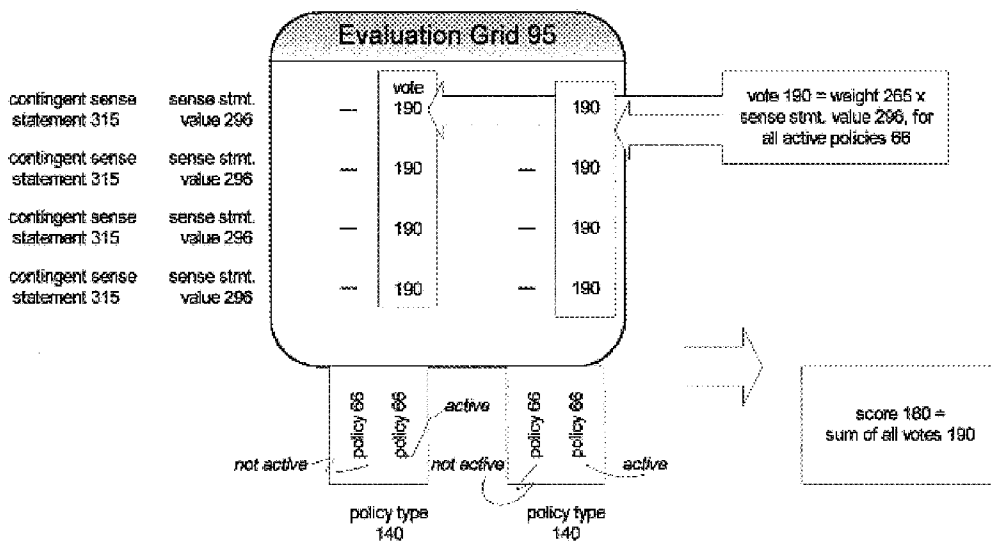 Evaluation Grid 95
vote
contingent sense statement 315 sense stmt. value 296 — 190 190
contingent sense statement 315 sense stmt. value 296 — 190 — 190
contingent sense statement 315 sense stmt. value 296 — 190 — 190
contingent sense statement 315 sense stmt. value 296 — 190 — 190
vote 190 = weight 265 x
sense stmt. value 296, for
all active policies 66
policy 66
policy 66
active
not active
policy type
140
policy 66
policy 66
not active
active
policy type
140
score 180 =
sum of all votes 190